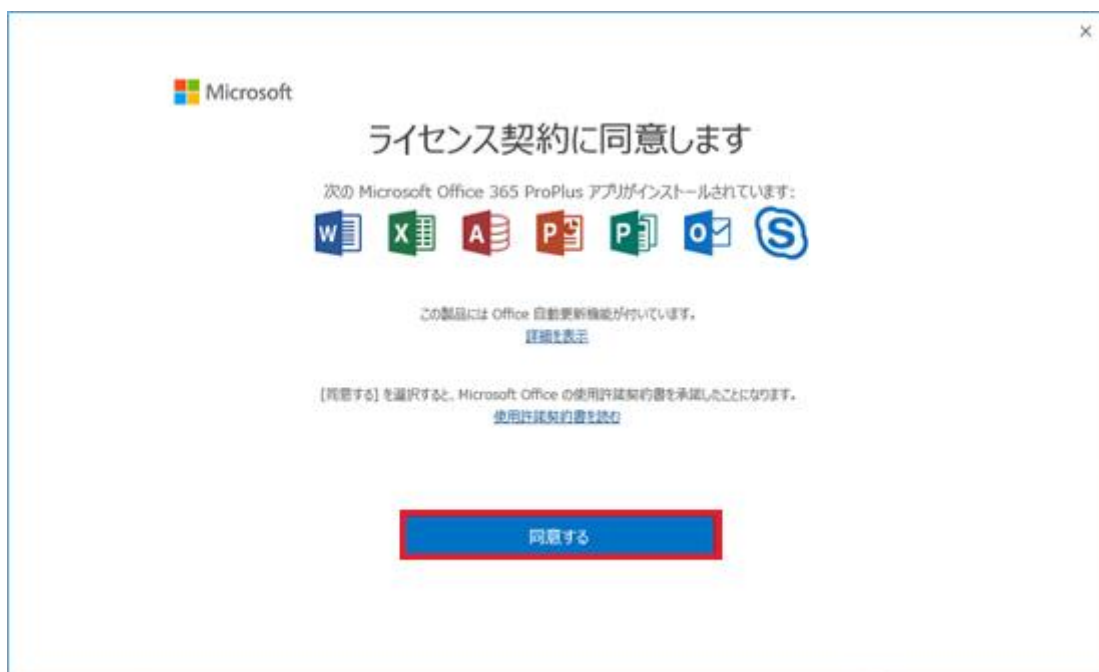 Microsoft
ライセンス契約に同意します
次の Microsoft Office 365 ProPlus アプリがインストールされています:
W X A P P O S
この製品には Office 自動更新機能が付いています。
詳細を表示
[同意する] を選択すると、Microsoft Office の使用許諾契約書を承諾したことになります。
使用許諾契約書を読む
同意する